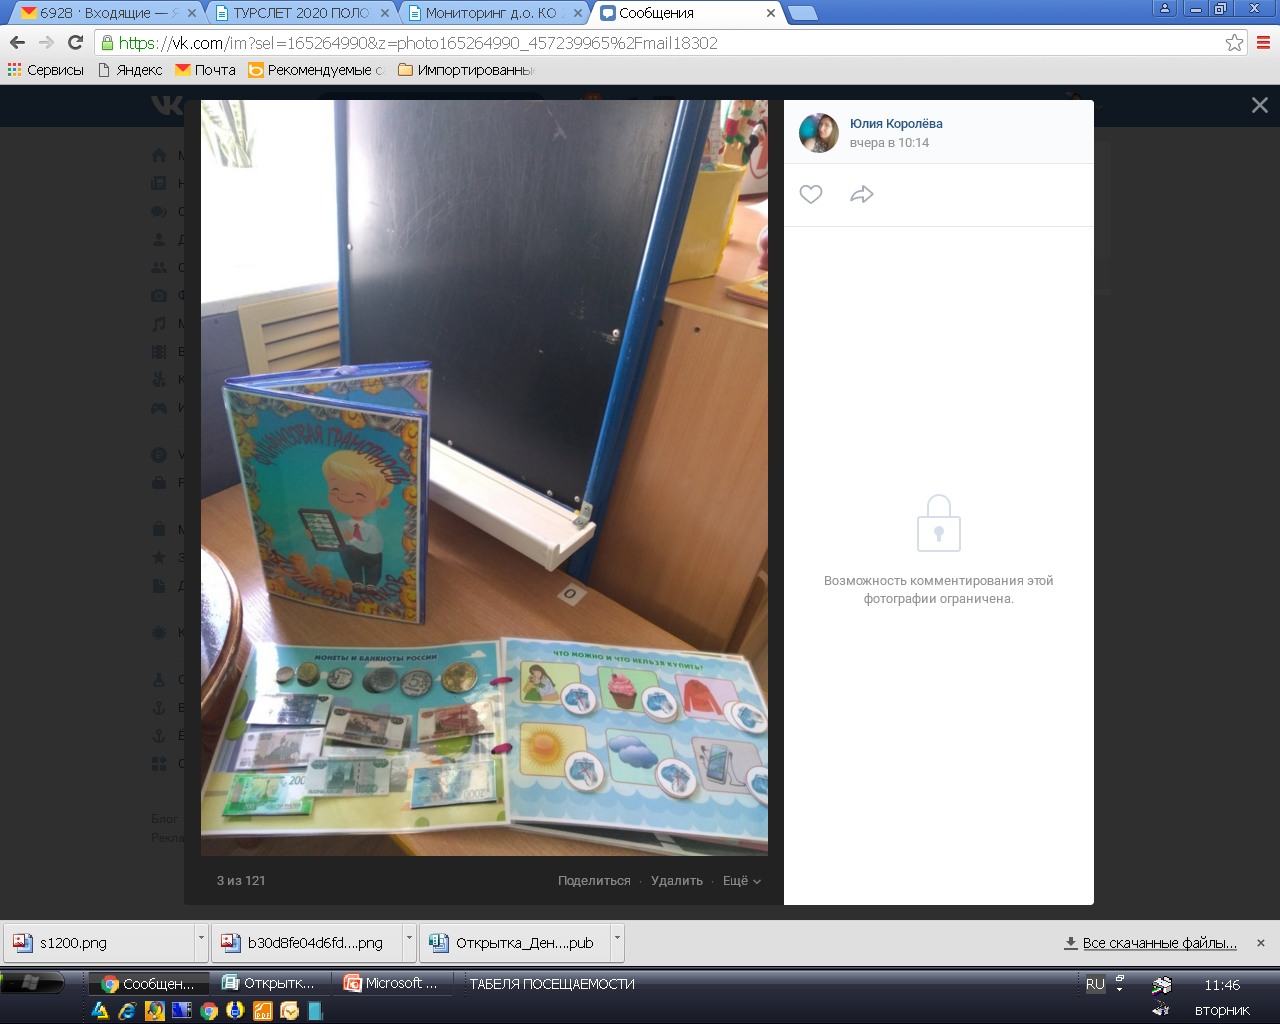 6928 · Входящие — Я
ТУРСЛЕТ 2020 ПОЛО
Мониторинг д.о. КО
Сообщения
https://vk.com/im?sel=165264990&z=photo165264990_457239965%2Fmail18302
Сервисы
Яндекс
Почта
Рекомендуемые
Импортированны
Юлия Королёва
вчера в 10:14
ФИНАНСОВАЯ ГРАМОТНОСТЬ
МОНЕТЫ И БАНКНОТЫ РОССИИ
ЧТО МОЖНО И ЧТО НЕЛЬЗЯ КУПИТЬ?
Возможность комментирования этой
фотографии ограничена.
Блог
Рекла
3 из 121
Поделиться · Удалить · Ещё
s1200.png
b30d8fe04d6fd....png
Открытка_Ден....pub
Все скачанные файлы...
Сообщен...
Открытк...
Microsoft ...
ТАБЕЛЯ ПОСЕЩАЕМОСТИ
RU
11:46
вторник